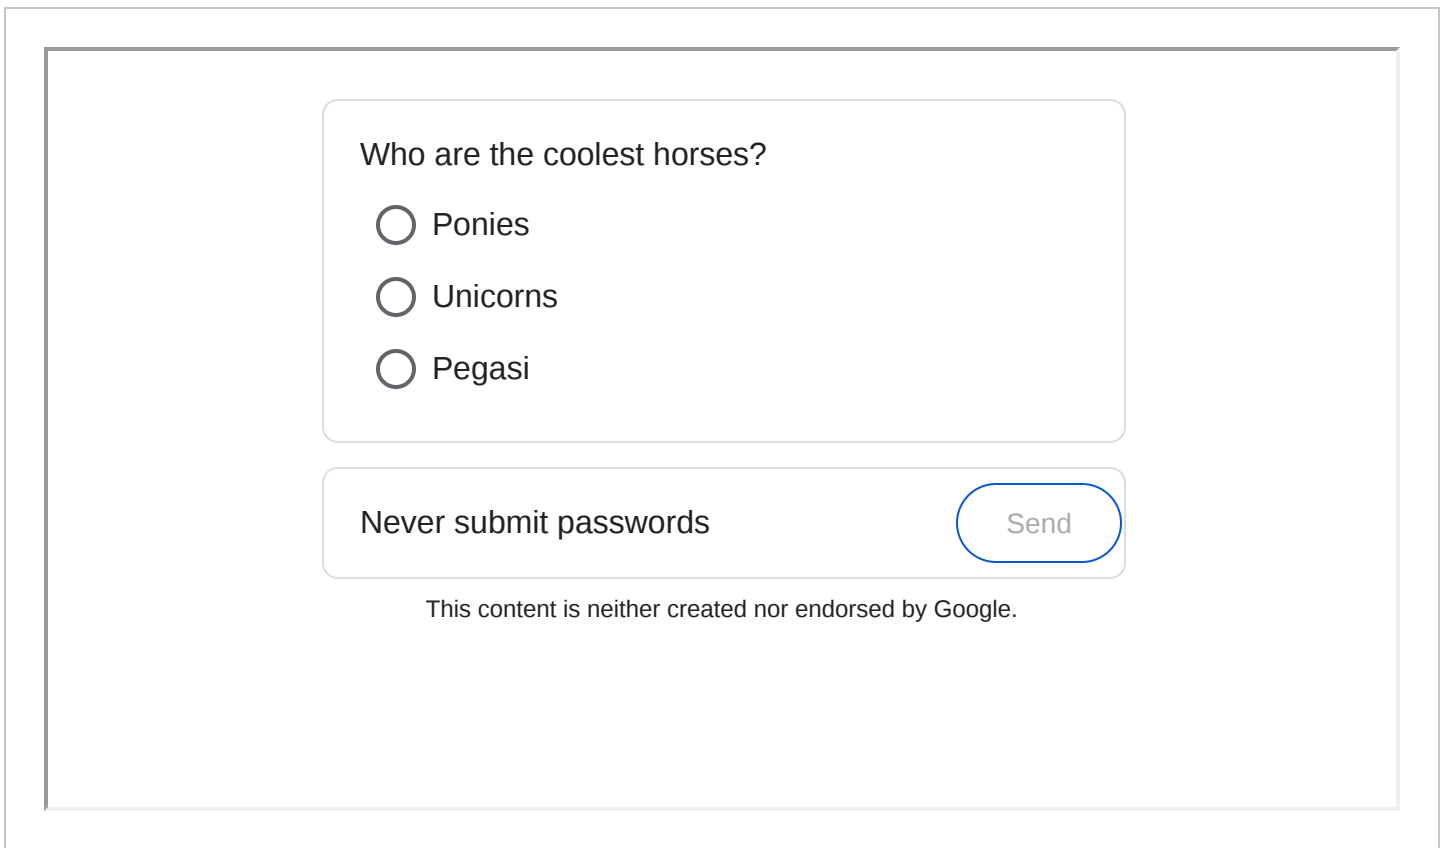 Who are the coolest horses?
Ponies
Unicorns
Pegasi
Never submit passwords
Send
This content is neither created nor endorsed by Google.